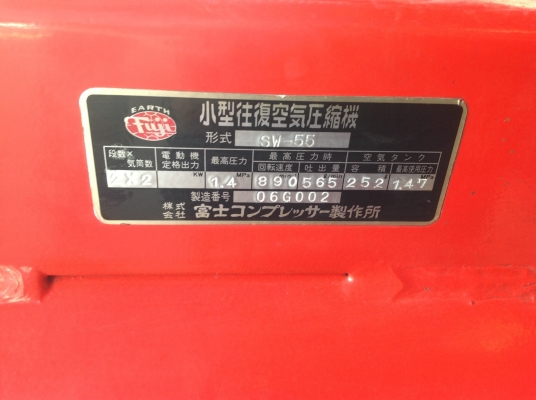 EARTH
Fuji
小型往復空気圧縮機
形式 SW-55
段数×気筒数 電動機定格出力 最高圧力 最高圧力時 空気タンク
回転速度 吐出量 容積 最高使用圧力
2×2 KW 1.4 MPa 890 565 252 1.47
製造番号 06G002
株式会社 富士コンプレッサー製作所